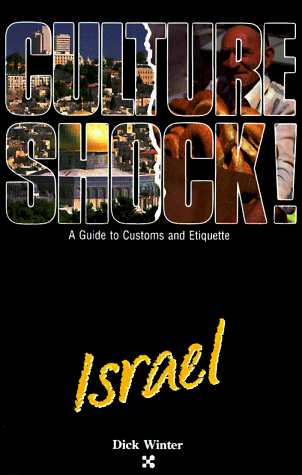 CULTURE
SHOCK!
A Guide to Customs and Etiquette
Israel
Dick Winter